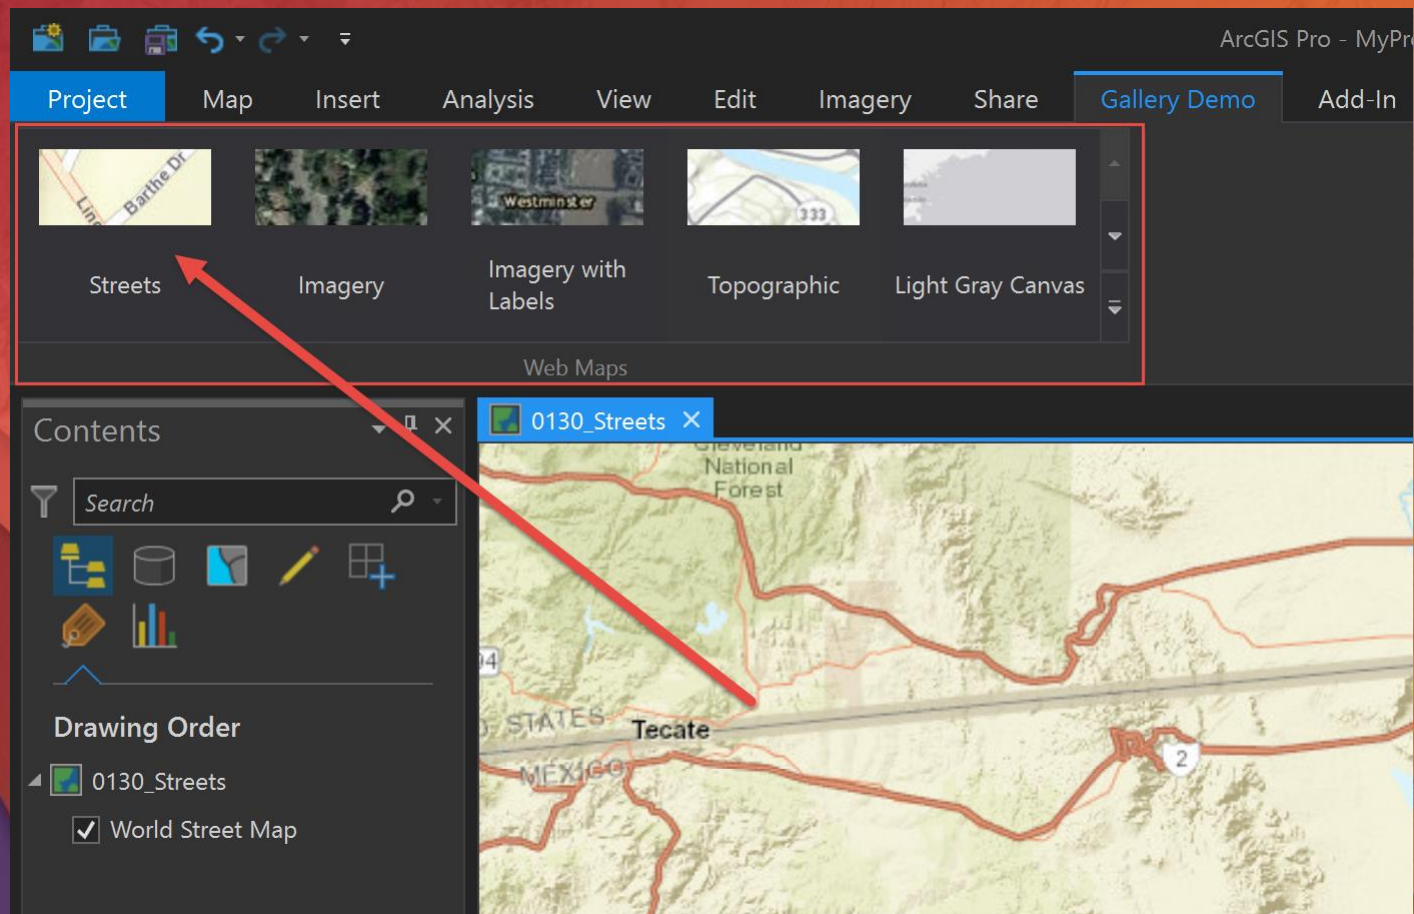 ArcGIS Pro - MyPr
Project Map Insert Analysis View Edit Imagery Share Gallery Demo Add-In
Barthe Dr
Westminster
333
Streets
Imagery
Imagery with
Labels
Topographic
Light Gray Canvas
Web Maps
Contents
Search
Drawing Order
0130_Streets
World Street Map
0130_Streets
Cleveland
National
Forest
94
STATES
Tecate
MEXICO
2